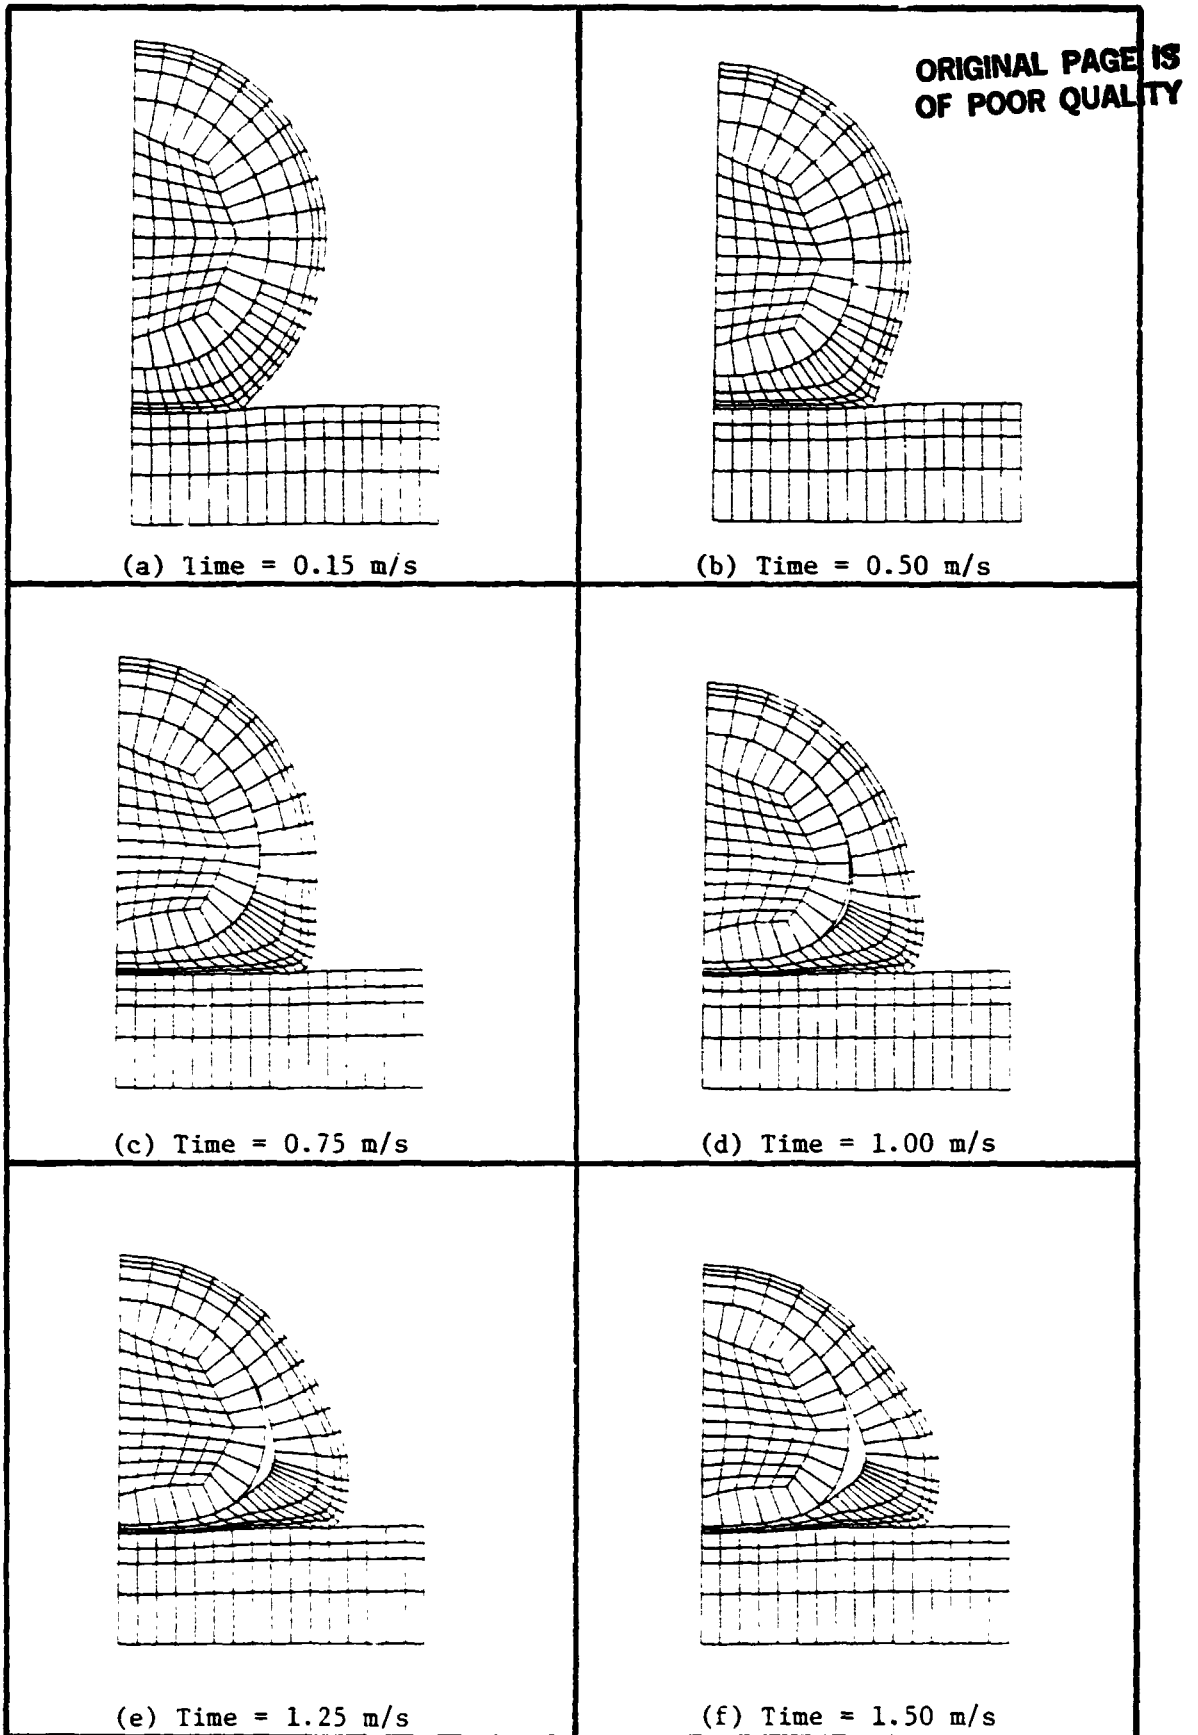 ORIGINAL PAGE IS
OF POOR QUALITY
(a) Time = 0.15 m/s
(b) Time = 0.50 m/s
(c) Time = 0.75 m/s
(d) Time = 1.00 m/s
(e) Time = 1.25 m/s
(f) Time = 1.50 m/s